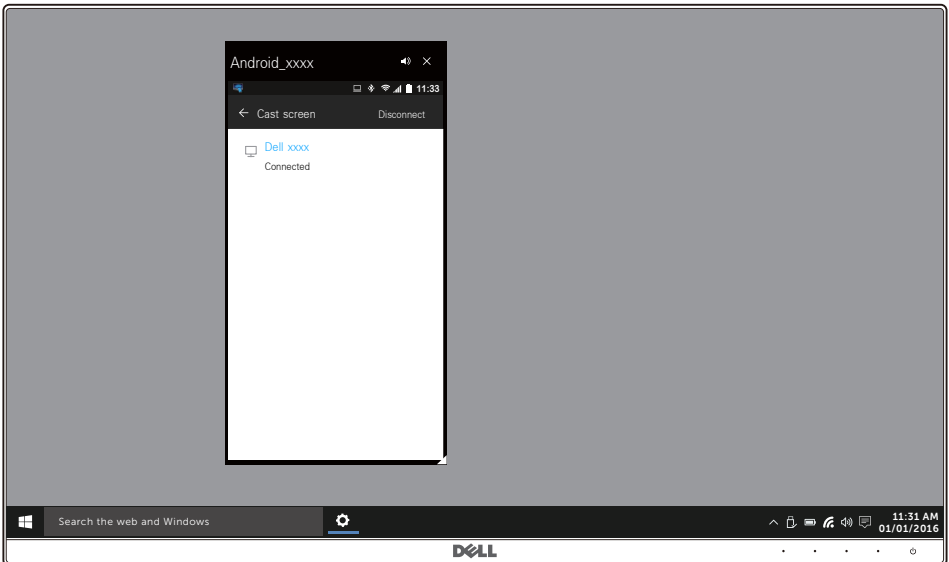 Android_xxxx
11:33
Cast screen Disconnect
Dell xxxx
Connected
Search the web and Windows
11:31 AM
01/01/2016
DELL